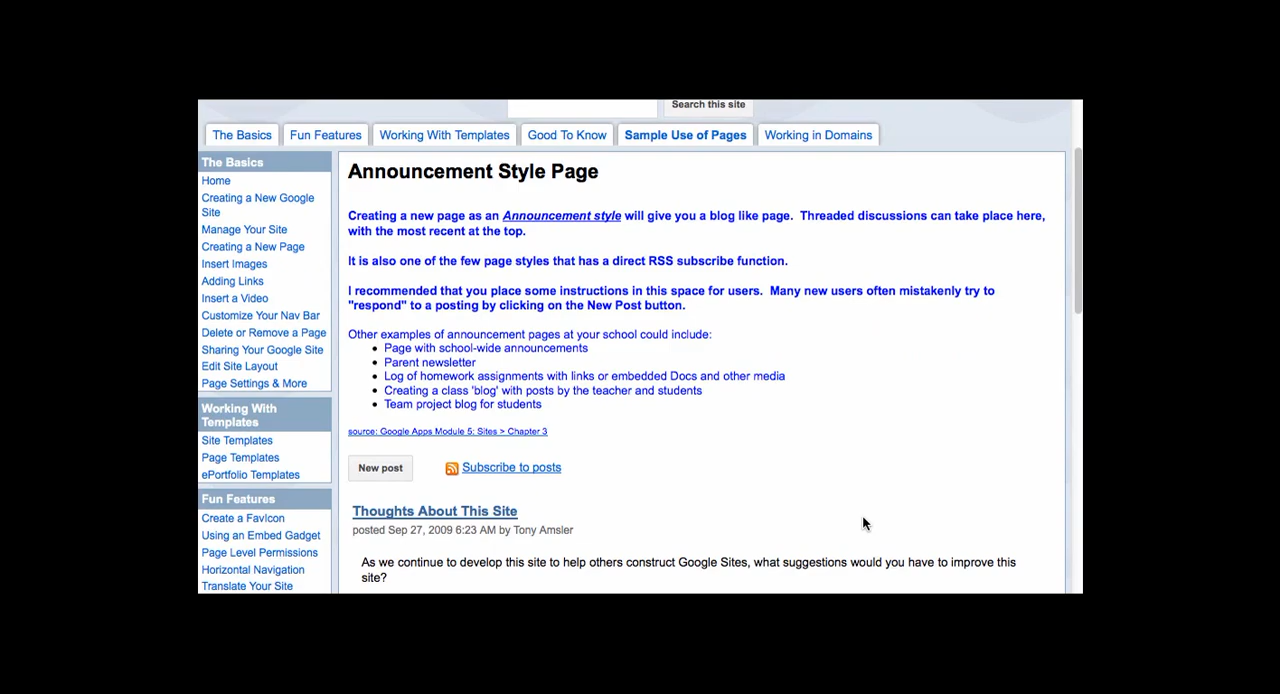 Search this site
The Basics
Fun Features
Working With Templates
Good To Know
Sample Use of Pages
Working in Domains
The Basics
Home
Creating a New Google
Site
Manage Your Site
Creating a New Page
Insert Images
Adding Links
Insert a Video
Customize Your Nav Bar
Delete or Remove a Page
Sharing Your Google Site
Edit Site Layout
Page Settings & More
Working With
Templates
Site Templates
Page Templates
ePortfolio Templates
Fun Features
Create a FavIcon
Using an Embed Gadget
Page Level Permissions
Horizontal Navigation
Translate Your Site
Announcement Style Page
Creating a new page as an Announcement style will give you a blog like page.  Threaded discussions can take place here,
with the most recent at the top.
It is also one of the few page styles that has a direct RSS subscribe function.
I recommended that you place some instructions in this space for users.  Many new users often mistakenly try to
"respond" to a posting by clicking on the New Post button.
Other examples of announcement pages at your school could include:
• Page with school-wide announcements
• Parent newsletter
• Log of homework assignments with links or embedded Docs and other media
• Creating a class 'blog' with posts by the teacher and students
• Team project blog for students
source: Google Apps Module 5: Sites > Chapter 3
New post
Subscribe to posts
Thoughts About This Site
posted Sep 27, 2009 6:23 AM by Tony Amsler
As we continue to develop this site to help others construct Google Sites, what suggestions would you have to improve this
site?